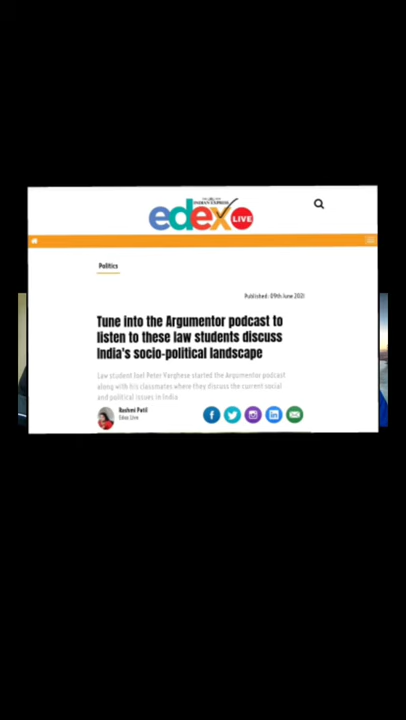 THE NEW INDIAN EXPRESS
edex LIVE
Politics
Published: 09th June 2021
Tune into the Argumentor podcast to
listen to these law students discuss
India's socio-political landscape
Law student Joel Peter Verghese started the Argumentor podcast
along with his classmates where they discuss the current social
and political issues in India
Rashmi Patil
Edex Live